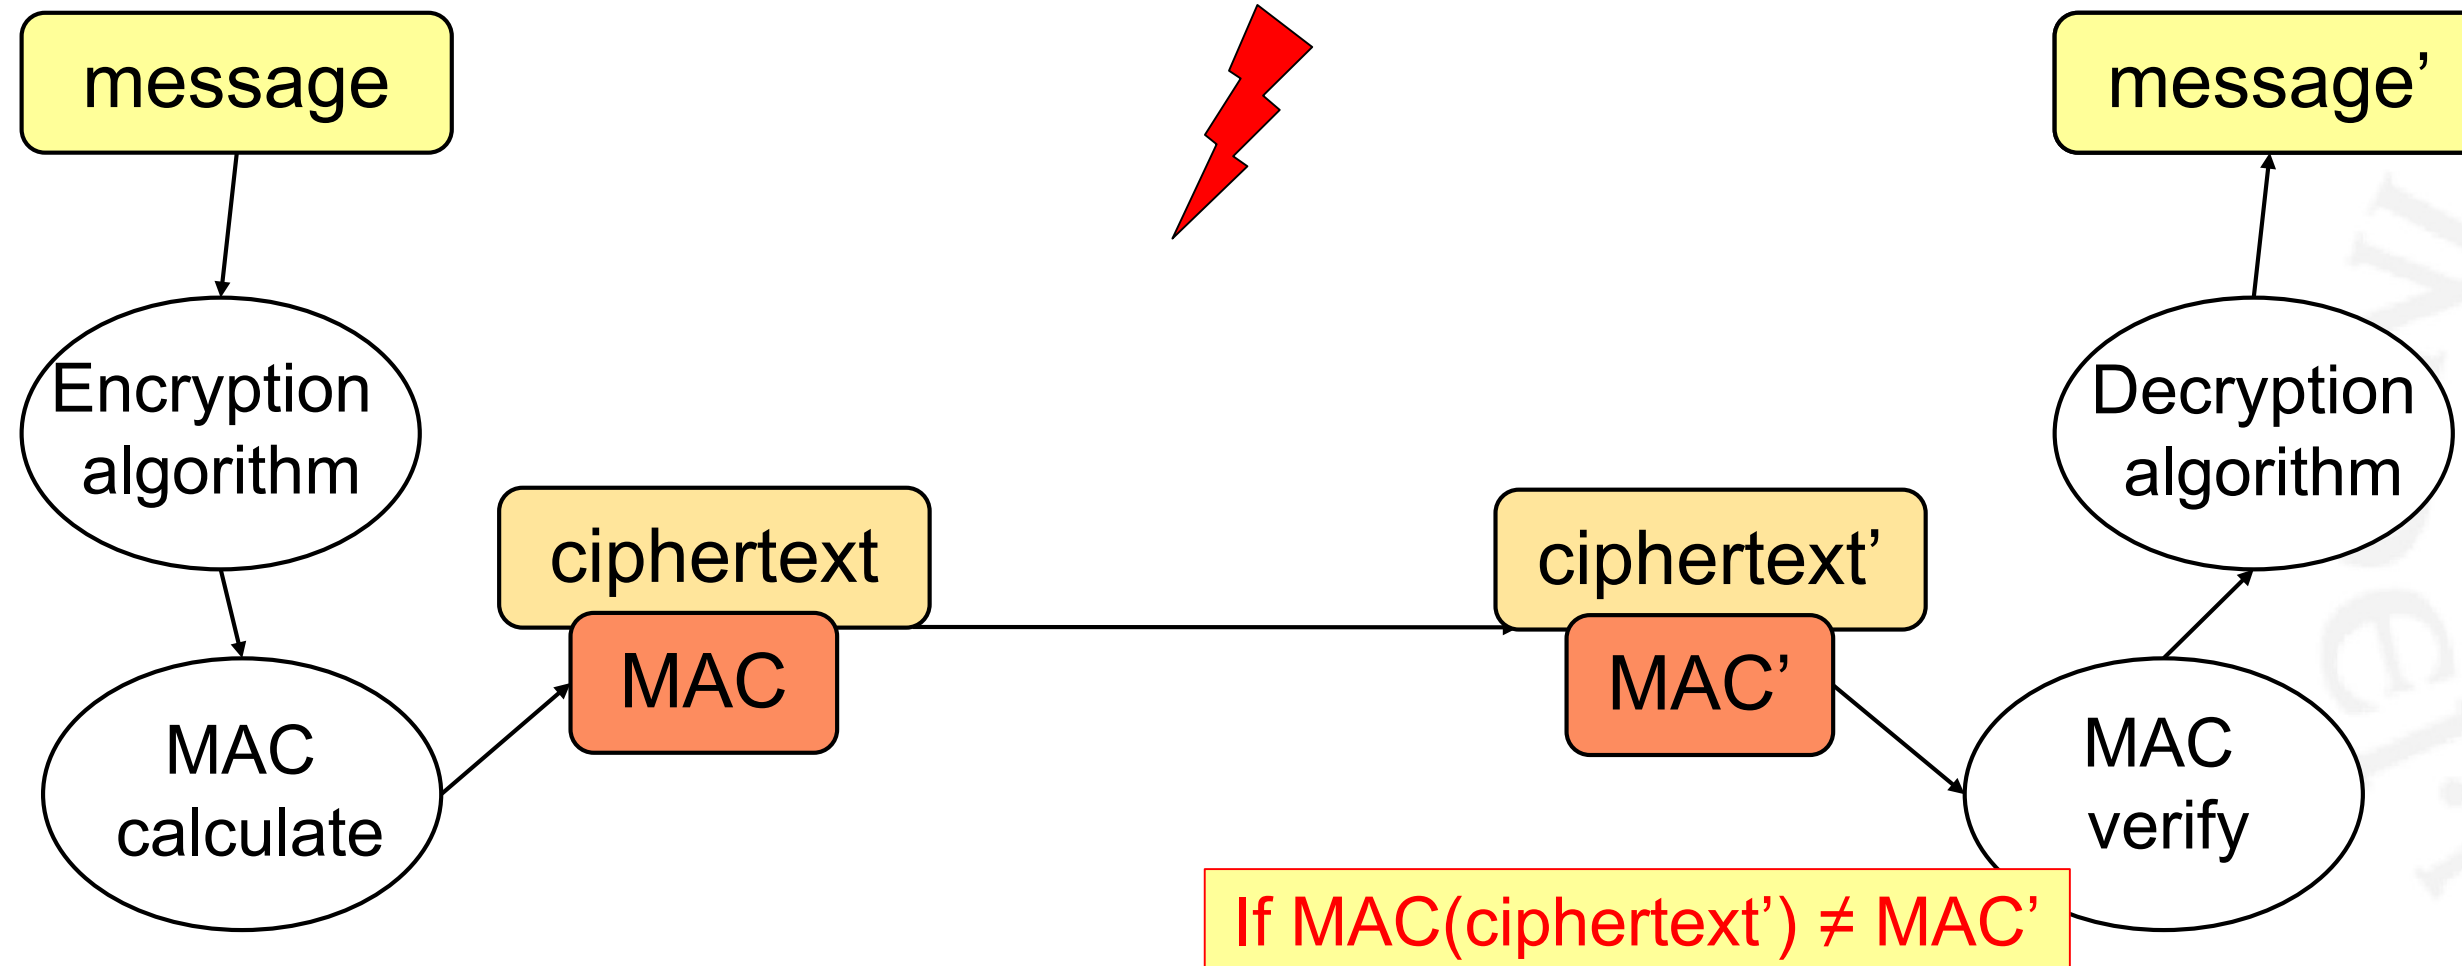 message
message’
Encryption
algorithm
Decryption
algorithm
ciphertext
ciphertext’
MAC
MAC’
MAC
calculate
MAC
verify
If MAC(ciphertext’) ≠ MAC’